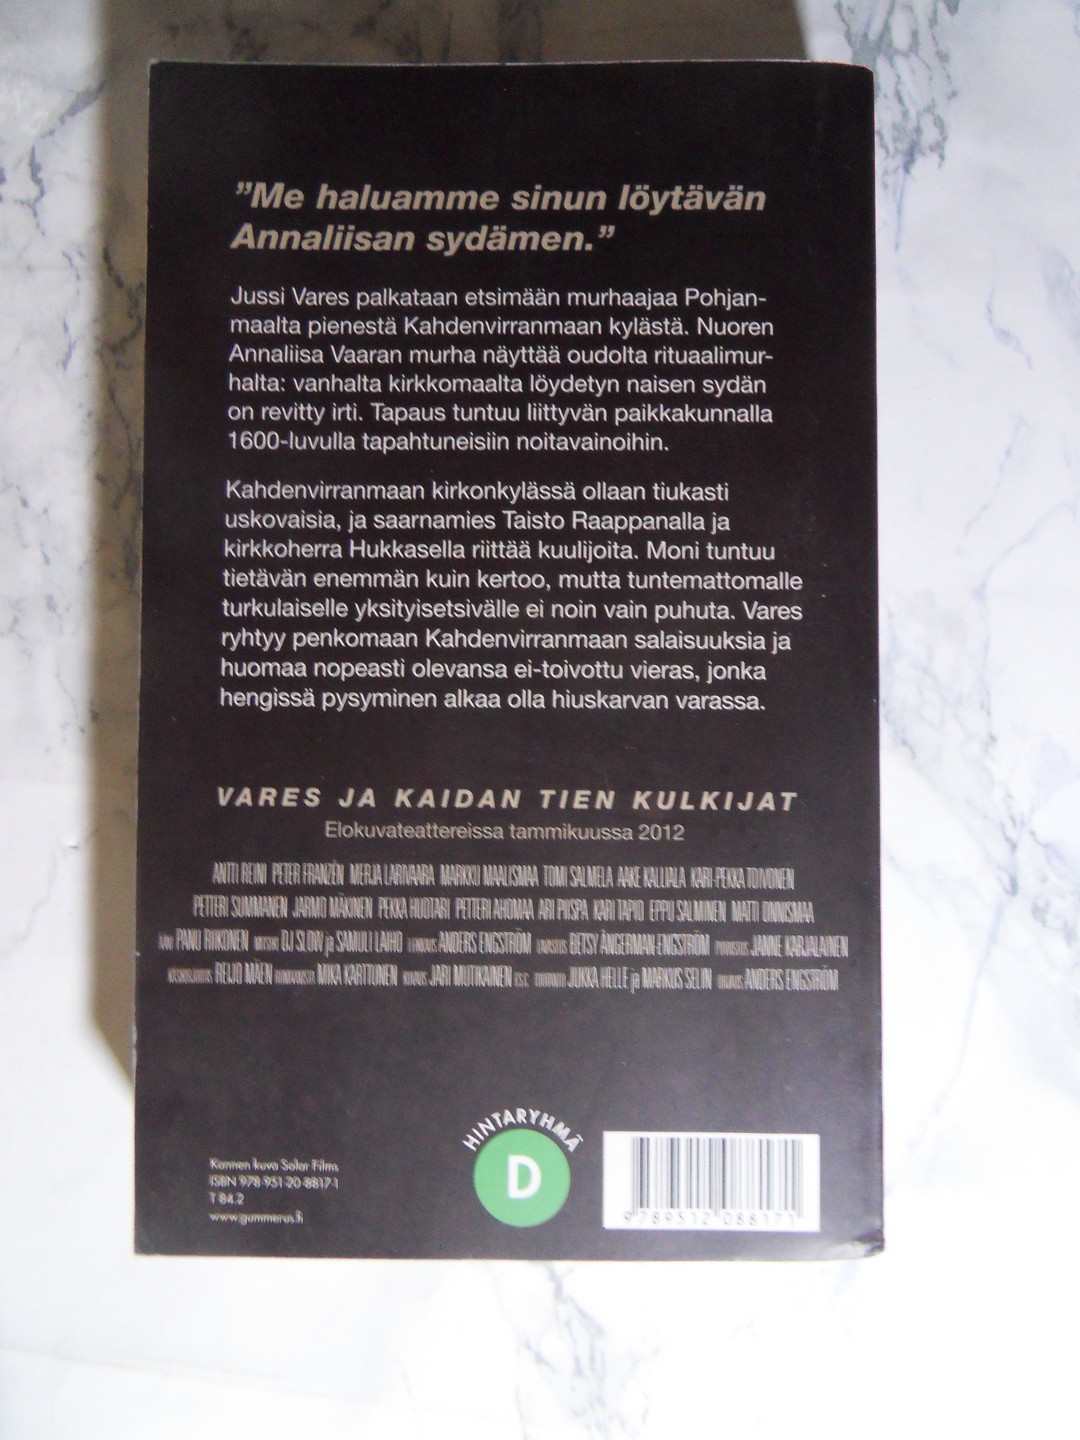 ”Me haluamme sinun löytävän
Annaliisan sydämen.”
Jussi Vares palkataan etsimään murhaajaa Pohjan-
maalta pienestä Kahdenvirranmaan kylästä. Nuoren
Annaliisa Vaaran murha näyttää oudolta rituaalimur-
halta: vanhalta kirkkomaalta löydetyn naisen sydän
on revitty irti. Tapaus tuntuu liittyvän paikkakunnalla
1600-luvulla tapahtuneisiin noitavainoihin.
Kahdenvirranmaan kirkonkylässä ollaan tiukasti
uskovaisia, ja saarnamies Taisto Raappanalla ja
kirkkoherra Hukkasella riittää kuulijoita. Moni tuntuu
tietävän enemmän kuin kertoo, mutta tuntemattomalle
turkulaiselle yksityisetsivälle ei noin vain puhuta. Vares
ryhtyy penkomaan Kahdenvirranmaan salaisuuksia ja
huomaa nopeasti olevansa ei-toivottu vieras, jonka
hengissä pysyminen alkaa olla hiuskarvan varassa.
VARES JA KAIDAN TIEN KULKIJAT
Elokuvateattereissa tammikuussa 2012
ANTTI REINI PETER FRANZÉN MERJA LARIVAARA MARKKU MAALISMAA TOMI SALMELA AAKE KALLIALA KARI-PEKKA TOIVONEN
PETTERI SUMMANEN JARMO MÄKINEN PEKKA HUOTARI PETTERI AHOMAA ARI PIISPA KARI TAPIO EPPU SALMINEN MATTI ONNISMAA
PANU RIIKONEN DJ SLOW ja SAMULI LAIHO ANDERS ENGSTRÖM BETSY ÅNGERMAN-ENGSTRÖM JANNE KARJALAINEN
KÄSIKIRJOITUS REIJO MÄEN MIKA KARTTUNEN KUVAUS JARI MUTIKAINEN F.S.C. JUKKA HELLE ja MARKUS SELIN OHJAUS ANDERS ENGSTRÖM
HINTARYHMÄ
D
Kannen kuva Solar Films
ISBN 978-951-20-8817-1
T 84.2
www.gummerus.fi
9 789512 088171